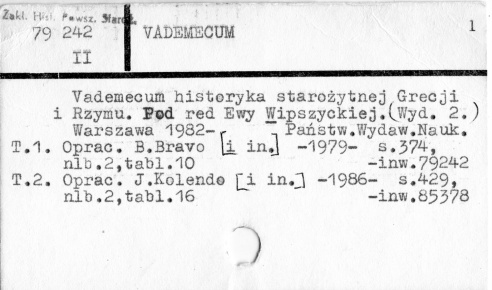 Zakł. Hist. Powsz. Staroż.
79 242
II
VADEMECUM
1
Vademecum historyka starożytnej Grecji
i Rzymu. Pod red Ewy Wipszyckiej.(Wyd. 2.)
Warszawa 1982- Państw.Wydaw.Nauk.
T.1. Oprac. B.Bravo [i in.] -1979- s.374,
nlb.2,tabl.10 -inw.79242
T.2. Oprac. J.Kolendo [i in.] -1986- s.429,
nlb.2,tabl.16 -inw.85378